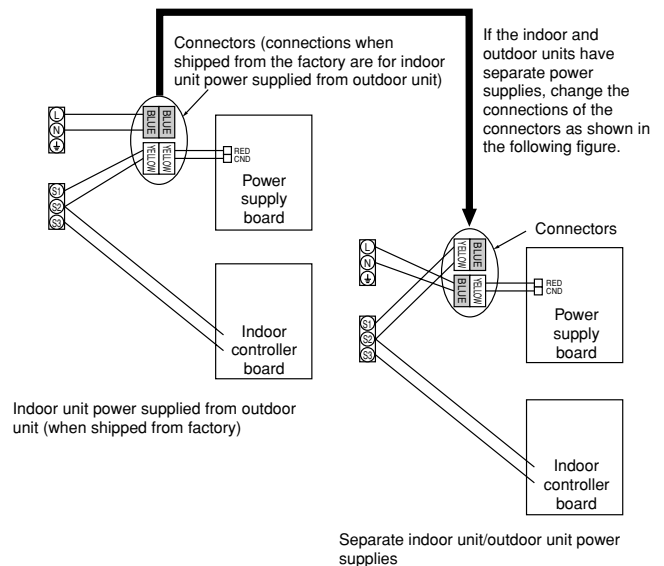 Connectors (connections when
shipped from the factory are for indoor
unit power supplied from outdoor unit)
If the indoor and
outdoor units have
separate power
supplies, change the
connections of the
connectors as shown in
the following figure.
L
N
BLUE
BLUE
YELLOW
YELLOW
RED
CND
Power
supply
board
S1
S2
S3
Indoor
controller
board
Indoor unit power supplied from outdoor
unit (when shipped from factory)
Connectors
L
N
YELLOW
BLUE
BLUE
YELLOW
RED
CND
Power
supply
board
S1
S2
S3
Indoor
controller
board
Separate indoor unit/outdoor unit power
supplies